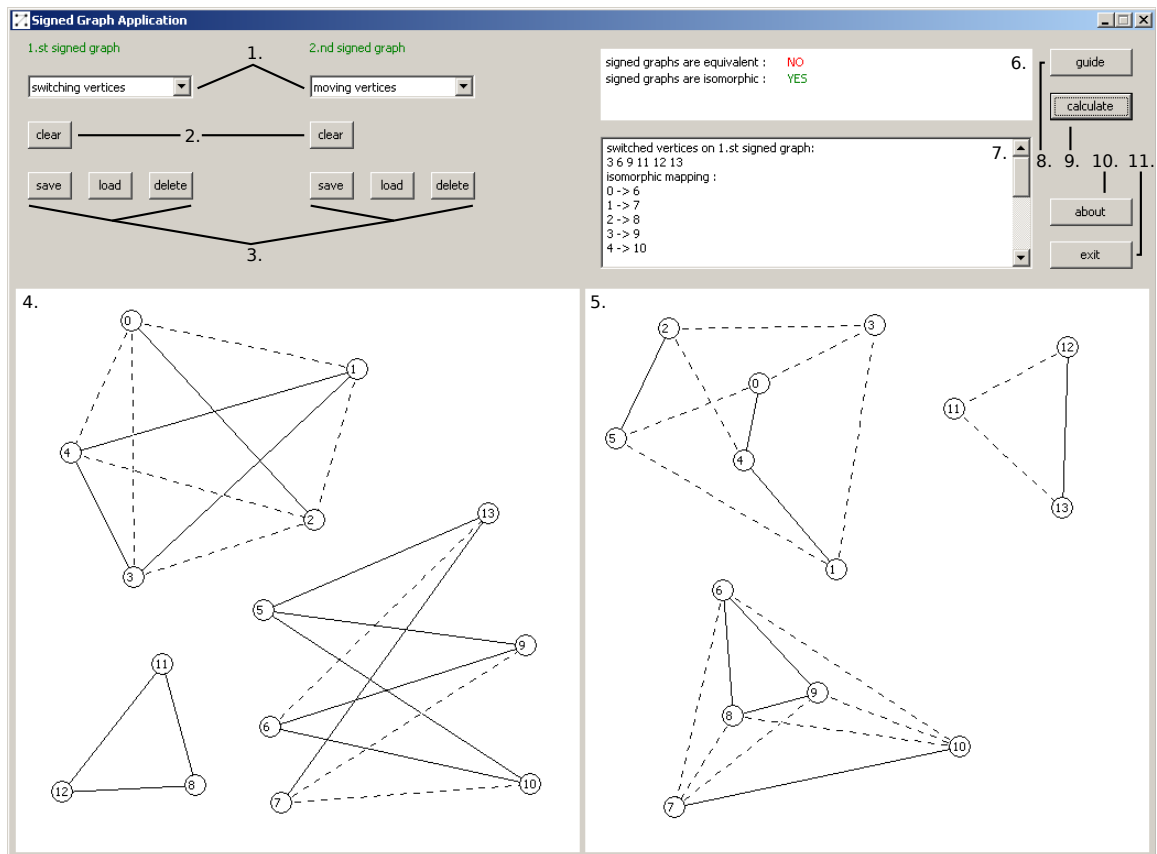 Signed Graph Application
1.st signed graph
1.
2.nd signed graph
switching vertices
moving vertices
clear
2.
clear
save
load
delete
save
load
delete
3.
signed graphs are equivalent : NO
signed graphs are isomorphic : YES
6.
switched vertices on 1.st signed graph:
3 6 9 11 12 13
isomorphic mapping :
0 -> 6
1 -> 7
2 -> 8
3 -> 9
4 -> 10
7.
guide
calculate
8. 9. 10. 11.
about
exit
4.
0
1
4
2
3
13
5
9
6
10
7
11
12
8
5.
2
3
0
5
4
1
12
11
13
6
9
8
10
7